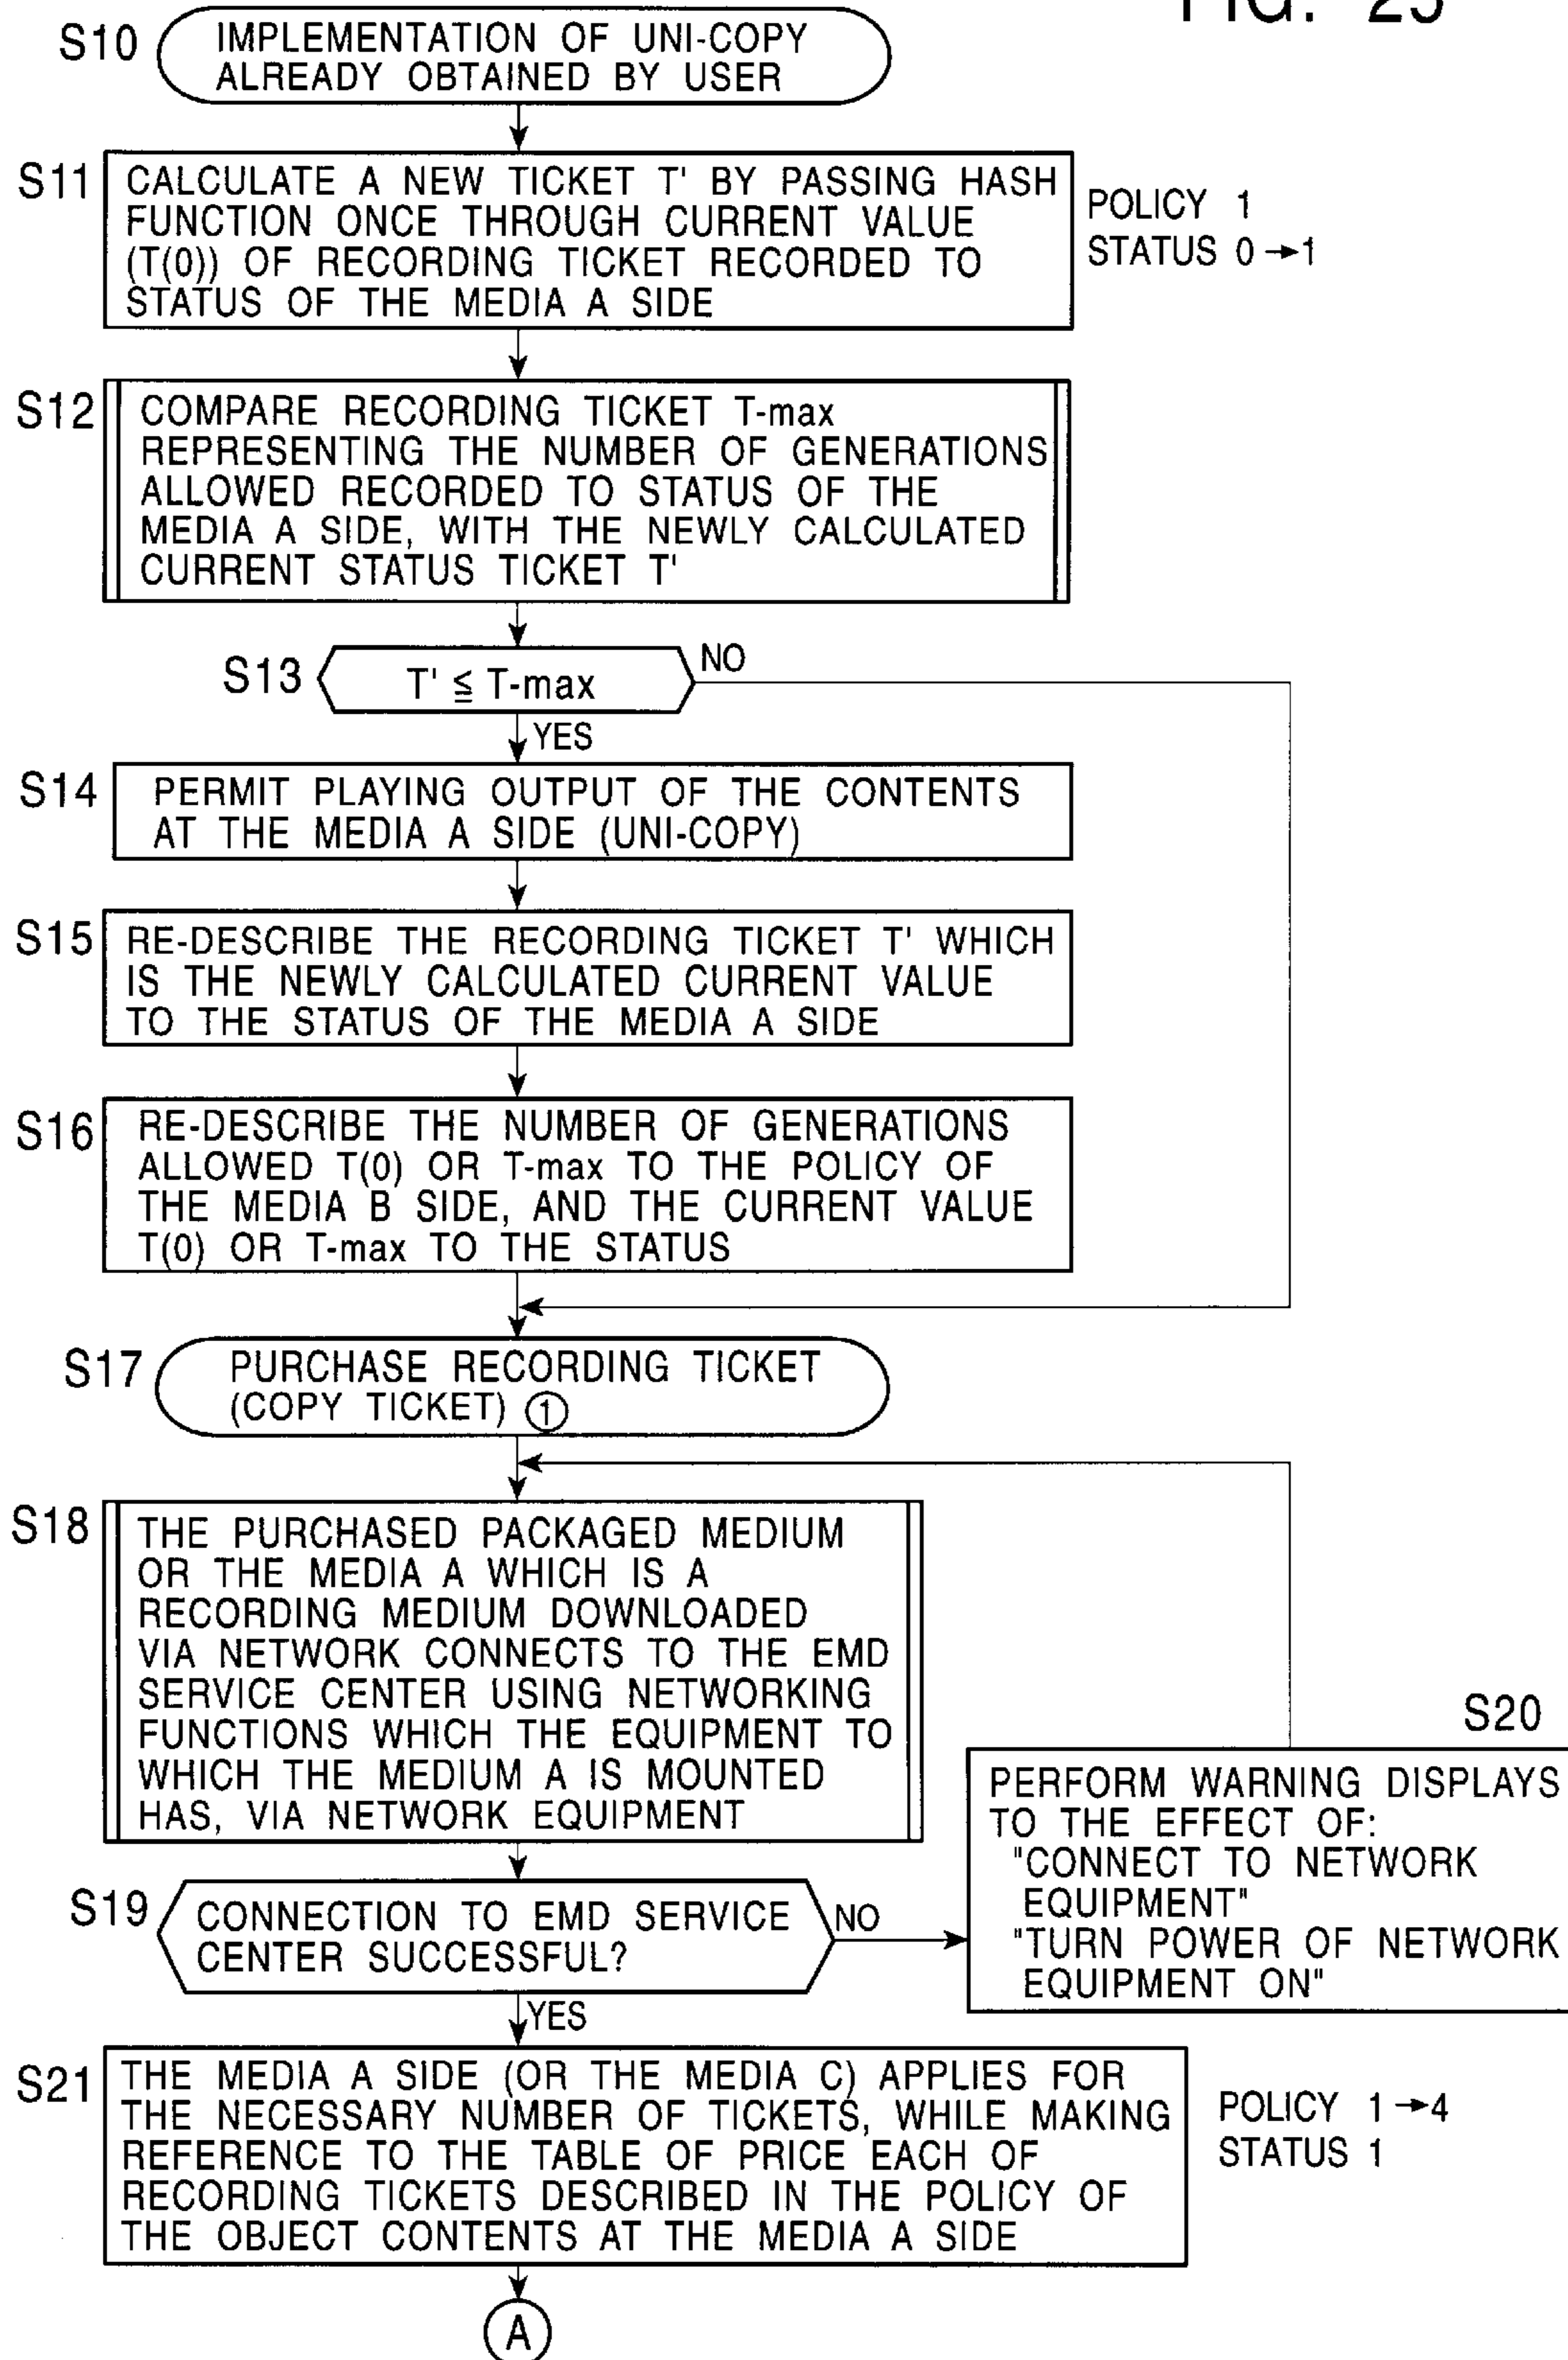 FIG. 25
S10
IMPLEMENTATION OF UNI-COPY
ALREADY OBTAINED BY USER
S11
CALCULATE A NEW TICKET T' BY PASSING HASH
FUNCTION ONCE THROUGH CURRENT VALUE
(T(0)) OF RECORDING TICKET RECORDED TO
STATUS OF THE MEDIA A SIDE
POLICY 1
STATUS 0→1
S12
COMPARE RECORDING TICKET T-max
REPRESENTING THE NUMBER OF GENERATIONS
ALLOWED RECORDED TO STATUS OF THE
MEDIA A SIDE, WITH THE NEWLY CALCULATED
CURRENT STATUS TICKET T'
S13
T' ≦ T-max
NO
YES
S14
PERMIT PLAYING OUTPUT OF THE CONTENTS
AT THE MEDIA A SIDE (UNI-COPY)
S15
RE-DESCRIBE THE RECORDING TICKET T' WHICH
IS THE NEWLY CALCULATED CURRENT VALUE
TO THE STATUS OF THE MEDIA A SIDE
S16
RE-DESCRIBE THE NUMBER OF GENERATIONS
ALLOWED T(0) OR T-max TO THE POLICY OF
THE MEDIA B SIDE, AND THE CURRENT VALUE
T(0) OR T-max TO THE STATUS
S17
PURCHASE RECORDING TICKET
(COPY TICKET) ①
S18
THE PURCHASED PACKAGED MEDIUM
OR THE MEDIA A WHICH IS A
RECORDING MEDIUM DOWNLOADED
VIA NETWORK CONNECTS TO THE EMD
SERVICE CENTER USING NETWORKING
FUNCTIONS WHICH THE EQUIPMENT TO
WHICH THE MEDIUM A IS MOUNTED
HAS, VIA NETWORK EQUIPMENT
S19
CONNECTION TO EMD SERVICE
CENTER SUCCESSFUL?
NO
YES
S20
PERFORM WARNING DISPLAYS
TO THE EFFECT OF:
"CONNECT TO NETWORK
EQUIPMENT"
"TURN POWER OF NETWORK
EQUIPMENT ON"
S21
THE MEDIA A SIDE (OR THE MEDIA C) APPLIES FOR
THE NECESSARY NUMBER OF TICKETS, WHILE MAKING
REFERENCE TO THE TABLE OF PRICE EACH OF
RECORDING TICKETS DESCRIBED IN THE POLICY OF
THE OBJECT CONTENTS AT THE MEDIA A SIDE
POLICY 1→4
STATUS 1
A